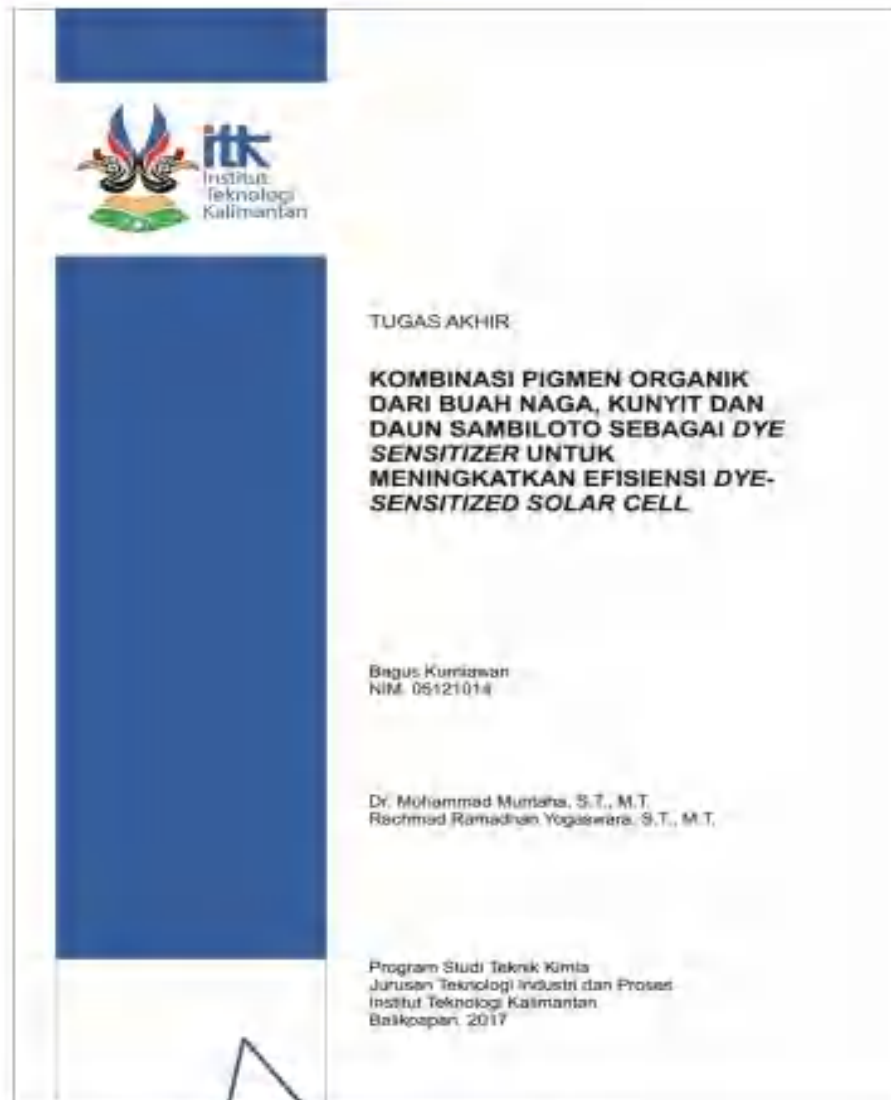 itk
Institut
Teknologi
Kalimantan
TUGAS AKHIR
KOMBINASI PIGMEN ORGANIK
DARI BUAH NAGA, KUNYIT DAN
DAUN SAMBILOTO SEBAGAI DYE
SENSITIZER UNTUK
MENINGKATKAN EFISIENSI DYE-
SENSITIZED SOLAR CELL
Bagus Kurniawan
NIM. 05121014
Dr. Mohammad Muntaha, S.T., M.T.
Rachmad Ramadhan Yogaswara, S.T., M.T.
Program Studi Teknik Kimia
Jurusan Teknologi Industri dan Proses
Institut Teknologi Kalimantan
Balikpapan, 2017